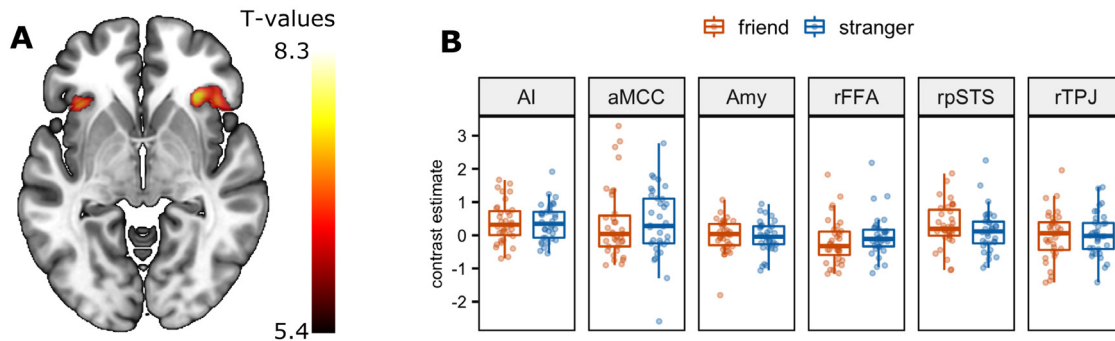 A
T-values
8.3
5.4
B
friend stranger
AI aMCC Amy rFFA rpSTS rTPJ
contrast estimate
3
2
1
0
-1
-2